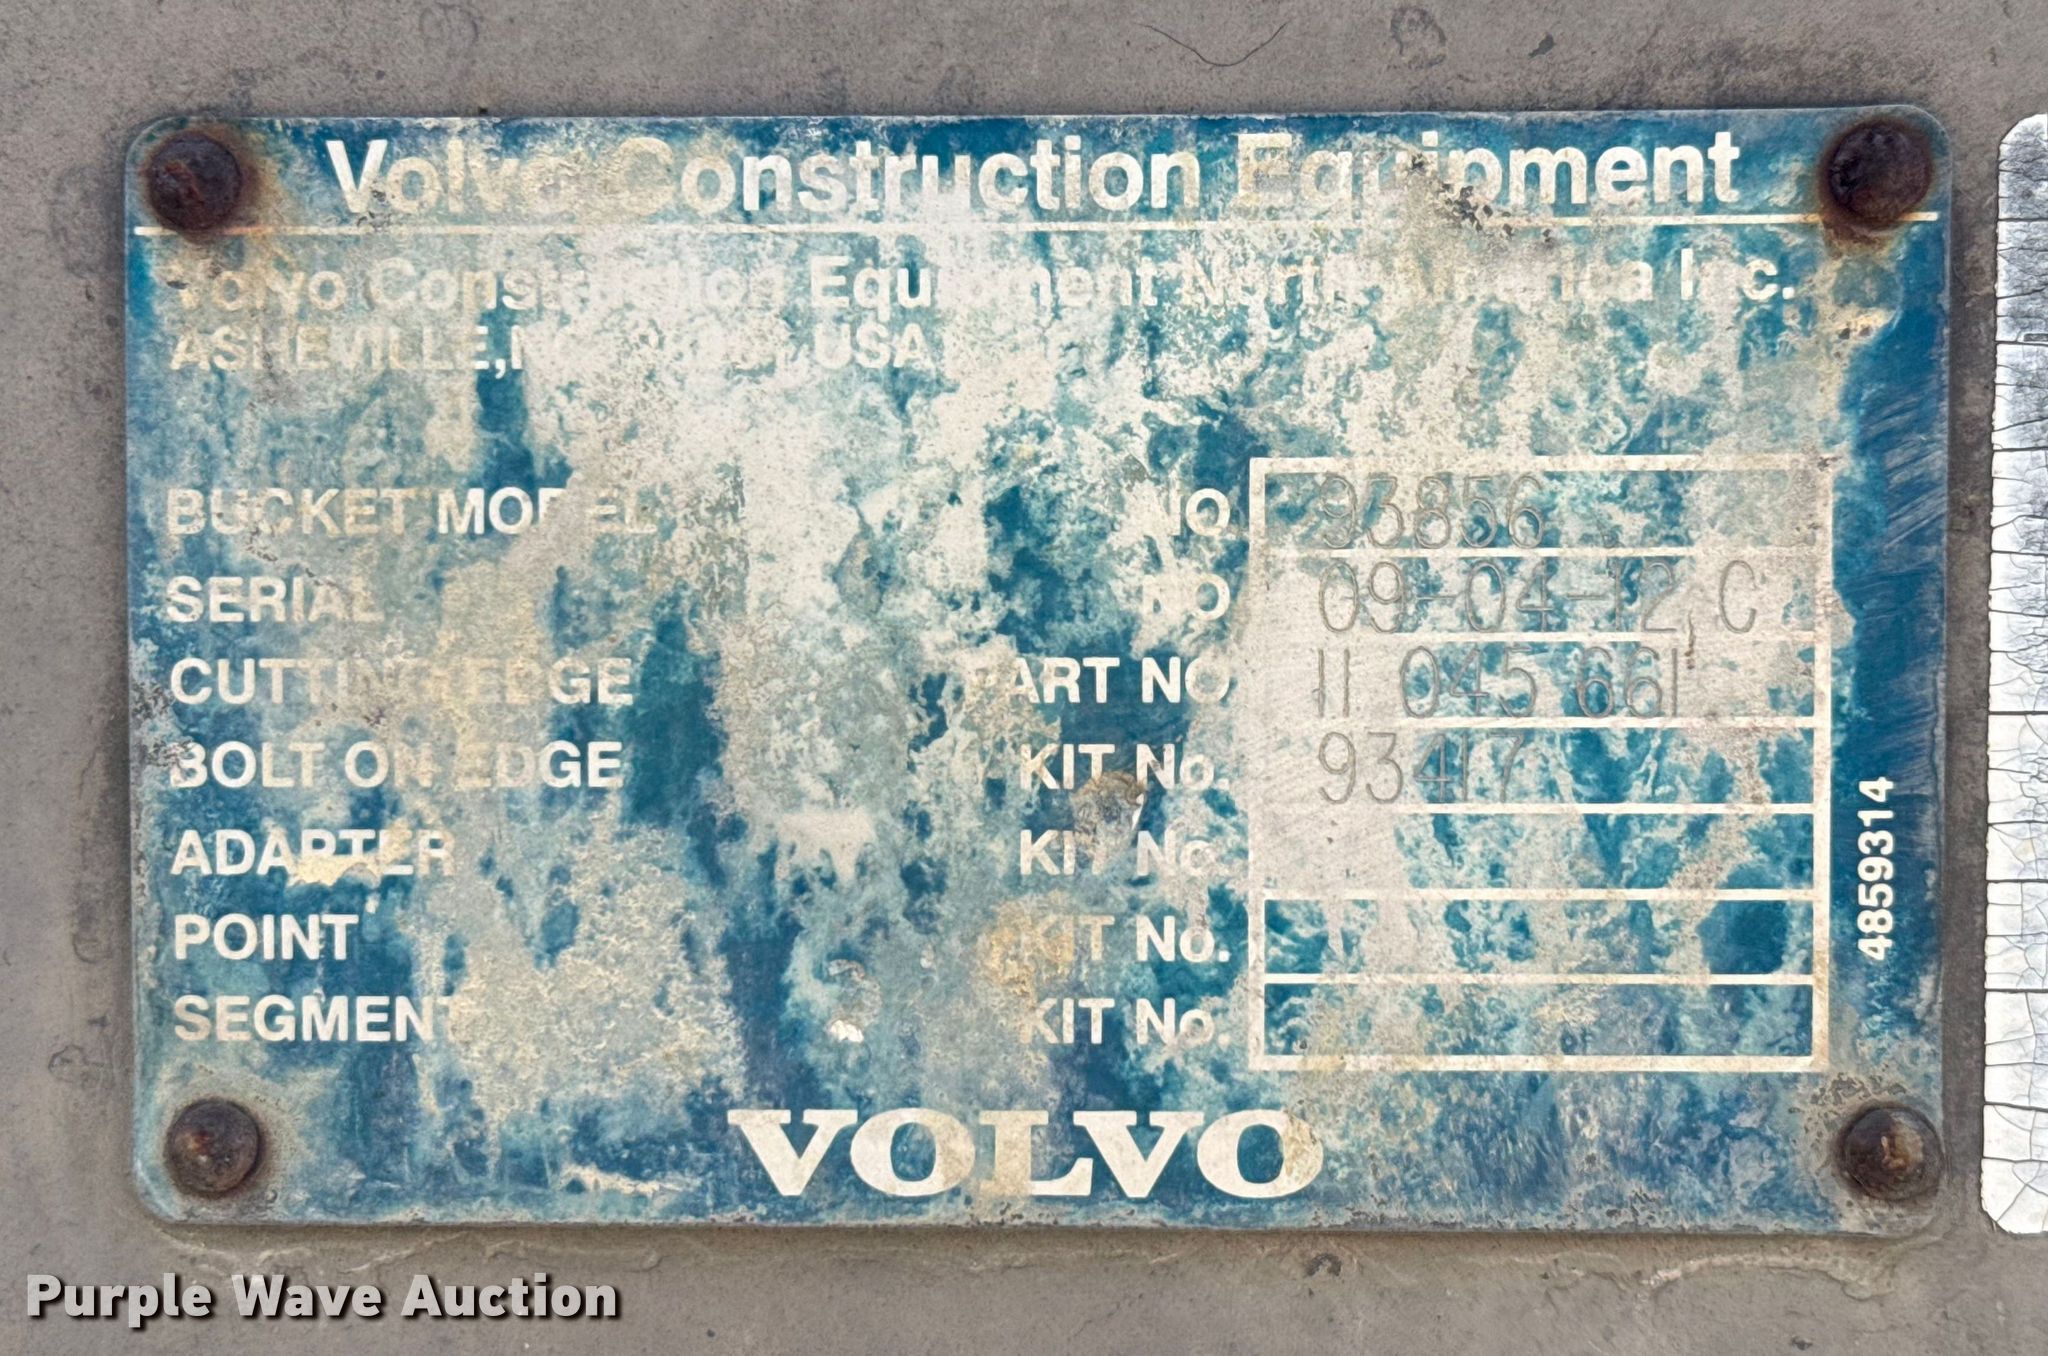 Volvo Construction Equipment
Volvo Construction Equipment North America Inc.
ASHEVILLE, USA
BUCKET MODEL NO 93856
SERIAL NO 09-04-12 C
CUTTING EDGE PART NO 11 045 661
BOLT ON EDGE KIT No. 93417
ADAPTER KIT No.
POINT KIT No.
SEGMENT KIT No.
4859314
VOLVO
Purple Wave Auction